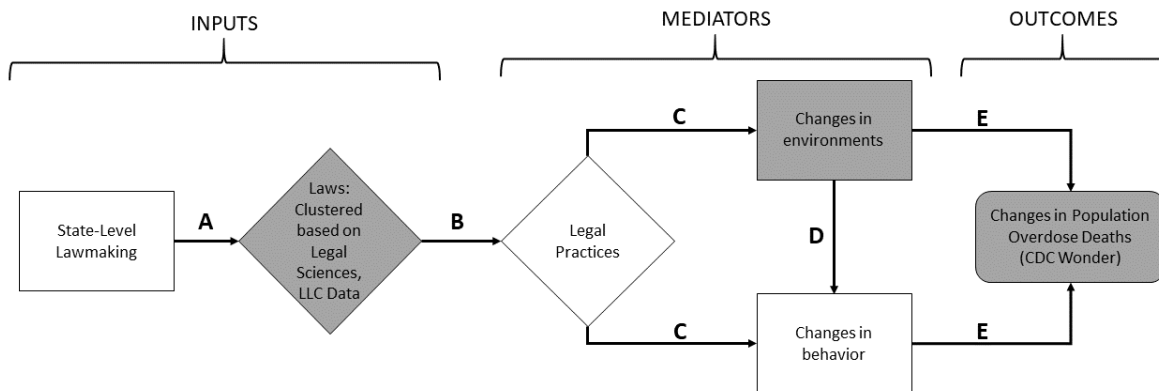 INPUTS
MEDIATORS
OUTCOMES
State-Level
Lawmaking
A
Laws:
Clustered
based on
Legal
Sciences,
LLC Data
B
Legal
Practices
C
Changes in
environments
E
D
C
Changes in
behavior
E
Changes in Population
Overdose Deaths
(CDC Wonder)